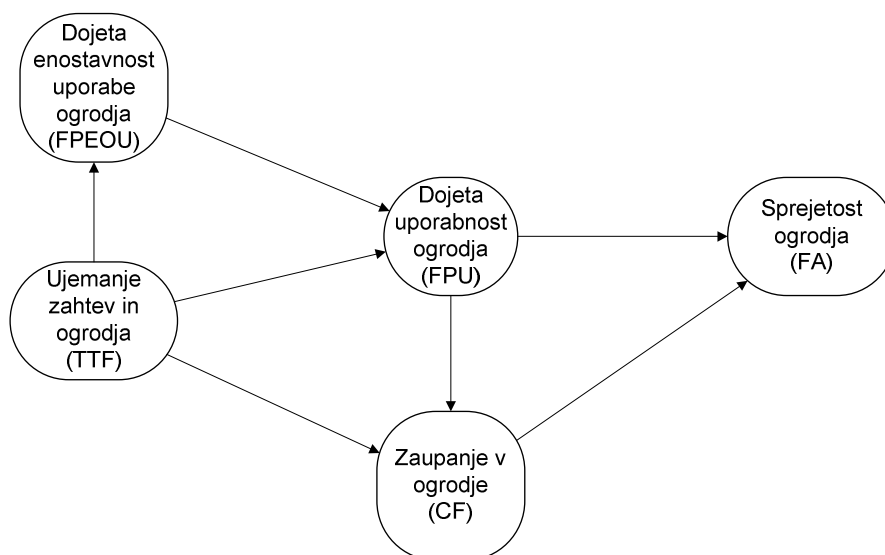 Dojeta
enostavnost
uporabe
ogrodja
(FPEOU)
Dojeta
uporabnost
ogrodja
(FPU)
Sprejetost
ogrodja
(FA)
Ujemanje
zahtev in
ogrodja
(TTF)
Zaupanje v
ogrodje
(CF)